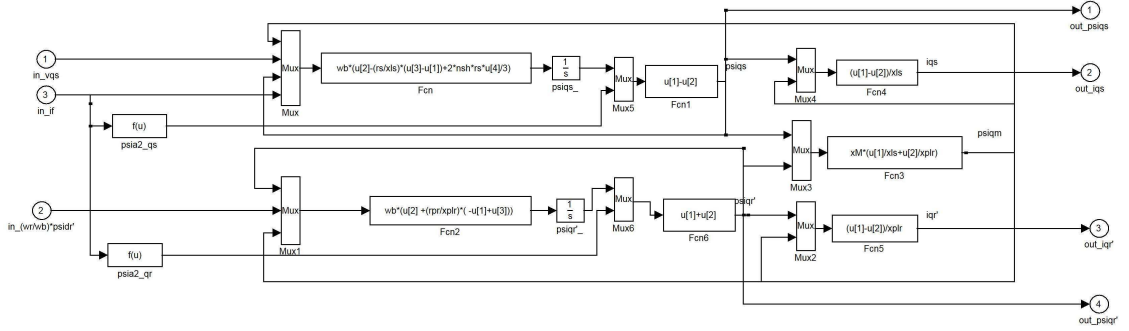 1
out_psiqs
1
in_vqs
Mux
Mux
wb*(u[2]-(rs/xls)*(u[3]-u[1])+2*nsh*rs*u[4]/3)
Fcn
1
s
psiqs_
Mux
Mux5
u[1]-u[2]
Fcn1
psiqs
Mux
Mux4
(u[1]-u[2])/xls
Fcn4
iqs
2
out_iqs
3
in_if
f(u)
psia2_qs
Mux
Mux3
xM*(u[1]/xls+u[2]/xplr)
Fcn3
psiqm
2
in_(wr/wb)*psidr'
Mux
Mux1
wb*(u[2] +(rpr/xplr)*( -u[1]+u[3]))
Fcn2
1
s
psiqr'_
Mux
Mux6
u[1]+u[2]
Fcn6
psiqr'
Mux
Mux2
(u[1]-u[2])/xplr
Fcn5
iqr'
3
out_iqr'
f(u)
psia2_qr
4
out_psiqr'